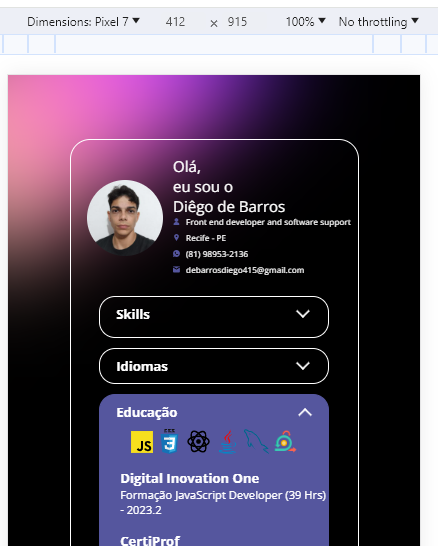 Dimensions: Pixel 7 412 × 915 100% No throttling
Olá,
eu sou o
Diêgo de Barros
Front end developer and software support
Recife - PE
(81) 98953-2136
debarrosdiego415@gmail.com
Skills
Idiomas
Educação
JS 3
Digital Inovation One
Formação JavaScript Developer (39 Hrs)
- 2023.2
CertiProf